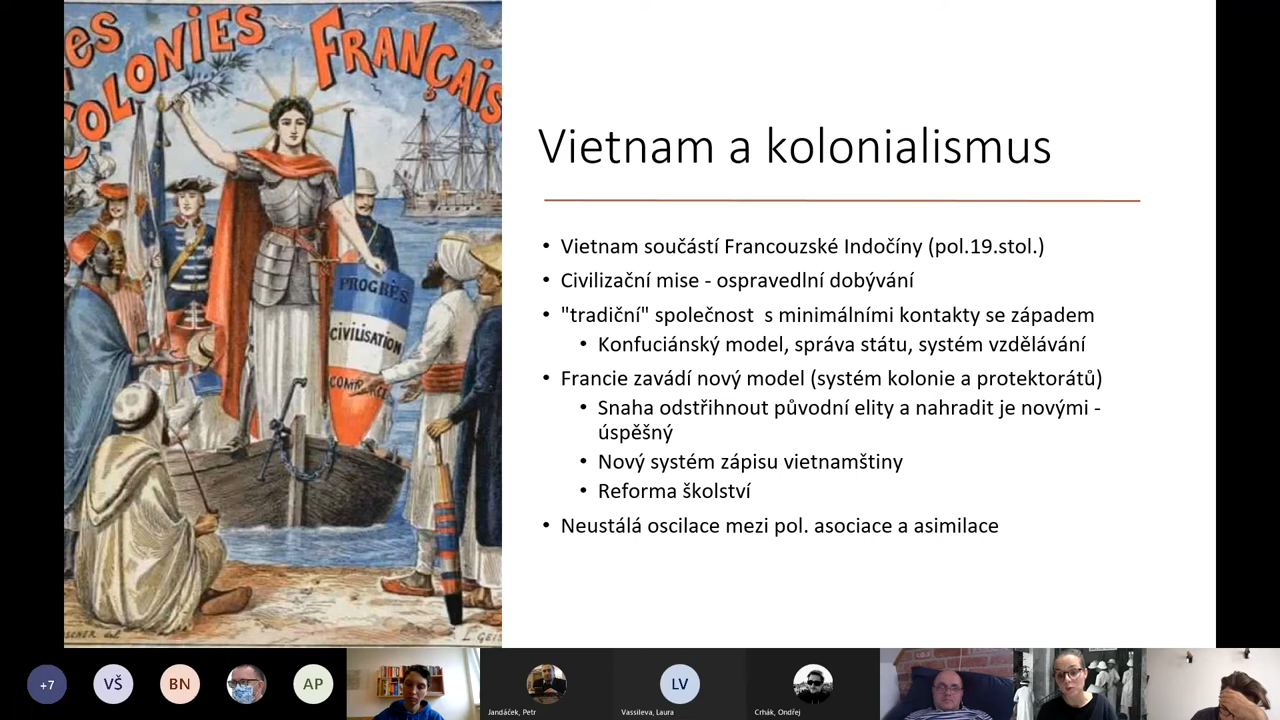 es
COLONIES
FRANÇAIS
PROGRÈS
CIVILISATION
COMMERCE
Vietnam a kolonialismus
• Vietnam součástí Francouzské Indočíny (pol.19.stol.)
• Civilizační mise - ospravedlní dobývání
• "tradiční" společnost  s minimálními kontakty se západem
• Konfuciánský model, správa státu, systém vzdělávání
• Francie zavádí nový model (systém kolonie a protektorátů)
• Snaha odstřihnout původní elity a nahradit je novými -
úspěšný
• Nový systém zápisu vietnamštiny
• Reforma školství
• Neustálá oscilace mezi pol. asociace a asimilace
+7
VŠ
BN
AP
Jandáček, Petr
LV
Vassileva, Laura
Crhák, Ondřej